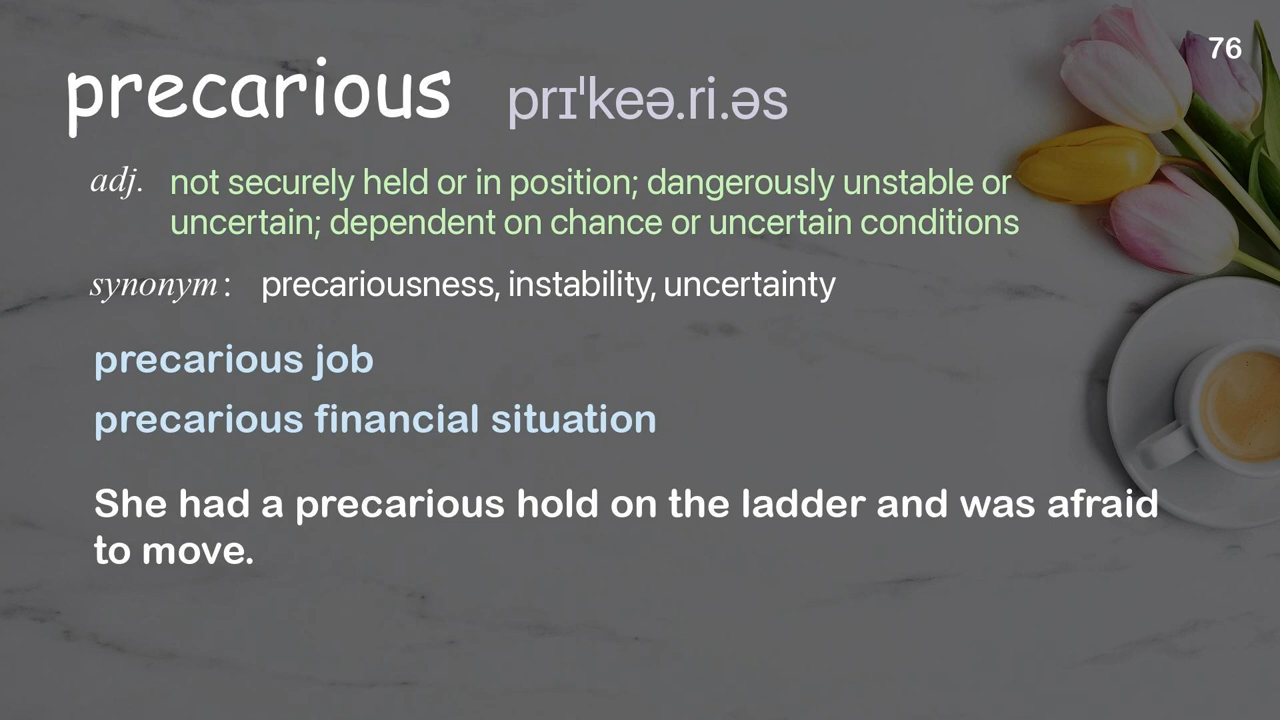 76
precarious prɪˈkeə.ri.əs
adj. not securely held or in position; dangerously unstable or
uncertain; dependent on chance or uncertain conditions
synonym : precariousness, instability, uncertainty
precarious job
precarious financial situation
She had a precarious hold on the ladder and was afraid
to move.